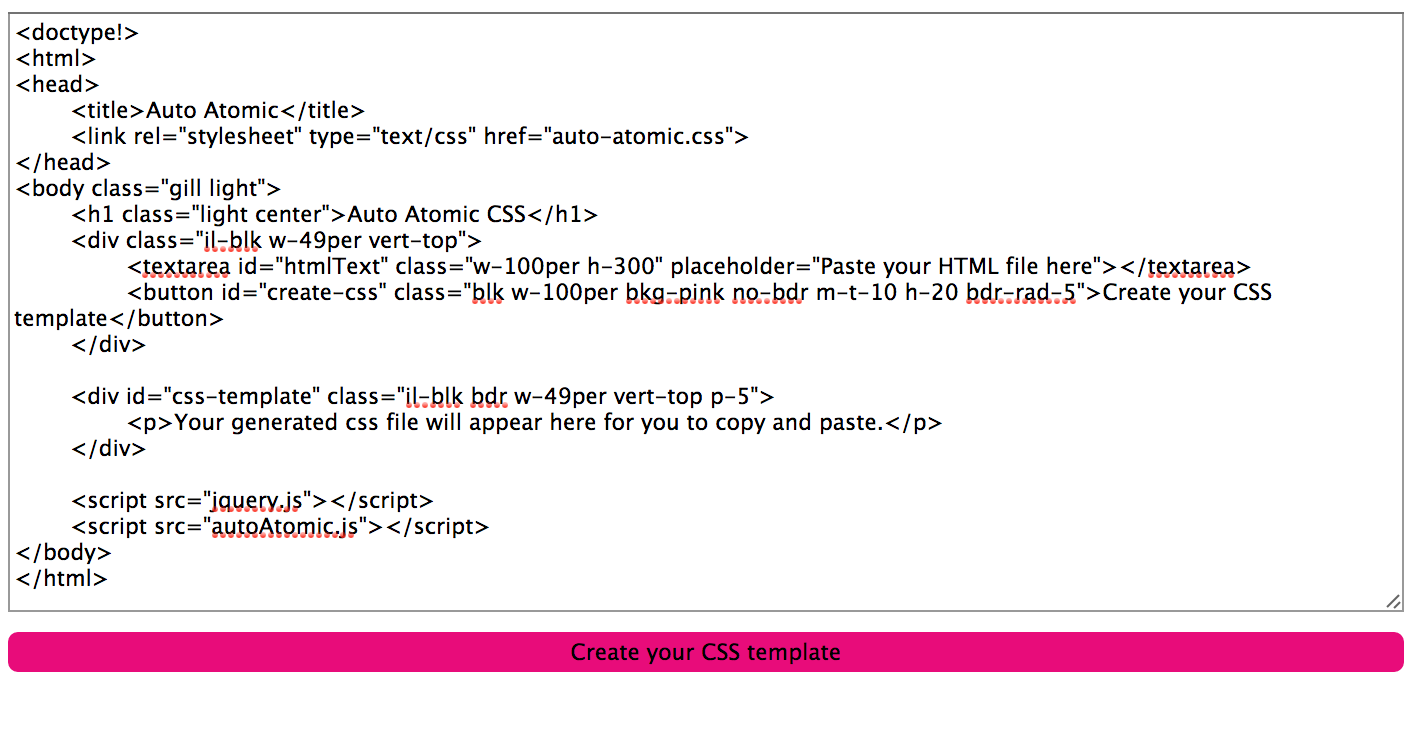 <doctype!>
<html>
<head>
<title>Auto Atomic</title>
<link rel="stylesheet" type="text/css" href="auto-atomic.css">
</head>
<body class="gill light">
<h1 class="light center">Auto Atomic CSS</h1>
<div class="il-blk w-49per vert-top">
<textarea id="htmlText" class="w-100per h-300" placeholder="Paste your HTML file here"></textarea>
<button id="create-css" class="blk w-100per bkg-pink no-bdr m-t-10 h-20 bdr-rad-5">Create your CSS
template</button>
</div>
<div id="css-template" class="il-blk bdr w-49per vert-top p-5">
<p>Your generated css file will appear here for you to copy and paste.</p>
</div>
<script src="jquery.js"></script>
<script src="autoAtomic.js"></script>
</body>
</html>
Create your CSS template